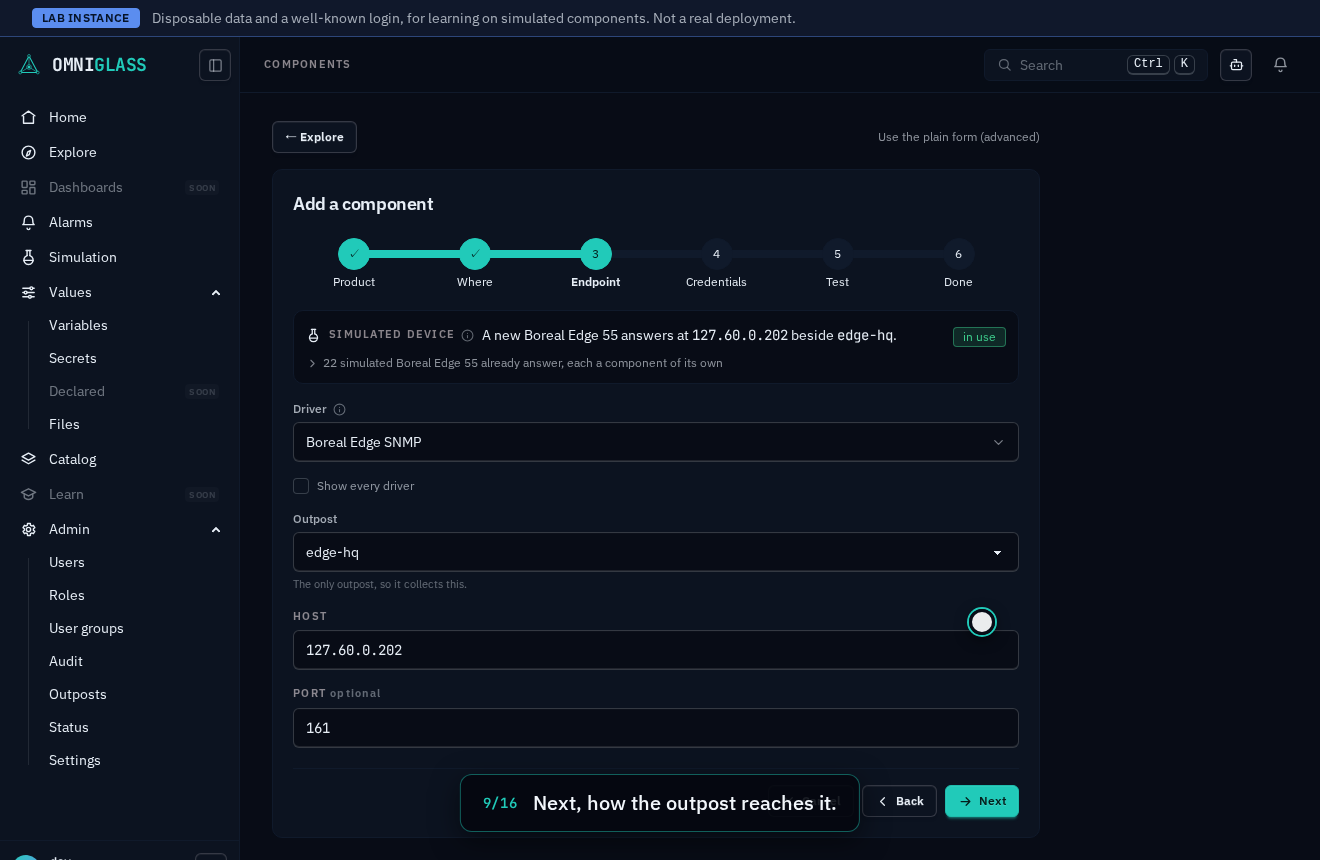 LAB INSTANCE Disposable data and a well-known login, for learning on simulated components. Not a real deployment.
OMNIGLASS
COMPONENTS
Search Ctrl K
Home
Explore
Dashboards SOON
Alarms
Simulation
Values
Variables
Secrets
Declared SOON
Files
Catalog
Learn SOON
Admin
Users
Roles
User groups
Audit
Outposts
Status
Settings
← Explore
Use the plain form (advanced)
Add a component
✓ ✓ 3 4 5 6
Product Where Endpoint Credentials Test Done
SIMULATED DEVICE A new Boreal Edge 55 answers at 127.60.0.202 beside edge-hq. in use
22 simulated Boreal Edge 55 already answer, each a component of its own
Driver
Boreal Edge SNMP
Show every driver
Outpost
edge-hq
The only outpost, so it collects this.
HOST
127.60.0.202
PORT optional
161
9/16 Next, how the outpost reaches it.
Back
Next